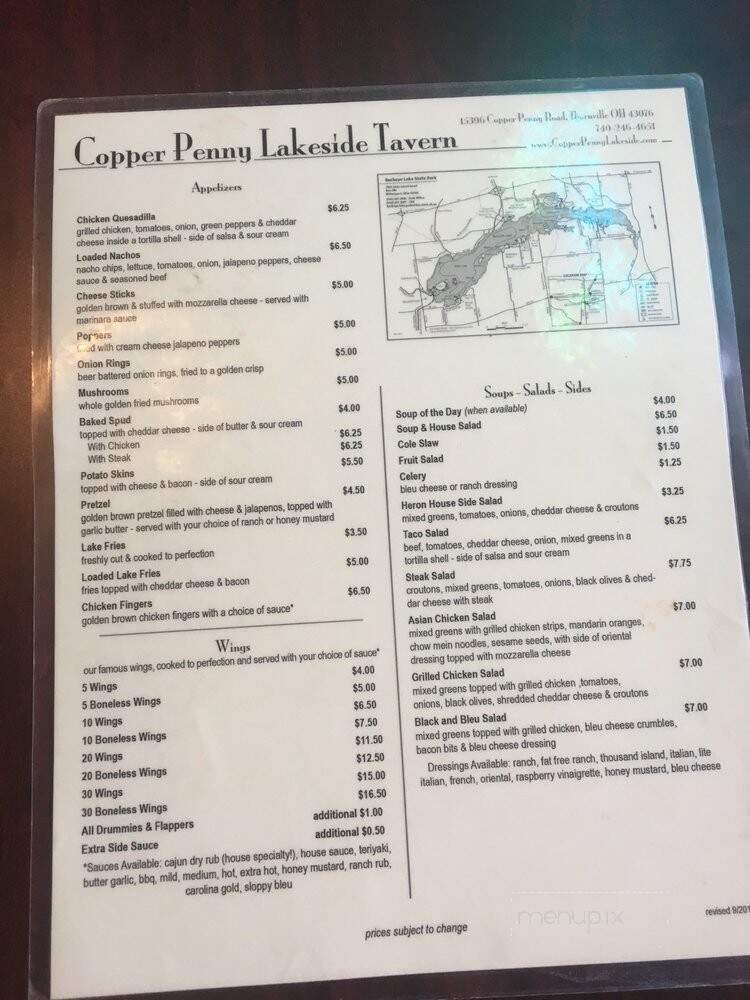 Copper Penny Lakeside Tavern
15396 Copper Penny Road, Thornville OH 43076
740-246-4651
www.CopperPennyLakeside.com
Appetizers
Chicken Quesadilla $6.25
grilled chicken, tomatoes, onion, green peppers & cheddar
cheese inside a tortilla shell - side of salsa & sour cream
Loaded Nachos $6.50
nacho chips, lettuce, tomatoes, onion, jalapeno peppers, cheese
sauce & seasoned beef
Cheese Sticks $5.00
golden brown & stuffed with mozzarella cheese - served with
marinara sauce
Poppers $5.00
with cream cheese jalapeno peppers
Onion Rings $5.00
beer battered onion rings, fried to a golden crisp
Mushrooms $5.00
whole golden fried mushrooms
Baked Spud $4.00
topped with cheddar cheese - side of butter & sour cream
With Chicken $6.25
With Steak $6.25
Potato Skins $5.50
topped with cheese & bacon - side of sour cream
Pretzel $4.50
golden brown pretzel filled with cheese & jalapenos, topped with
garlic butter - served with your choice of ranch or honey mustard
Lake Fries $3.50
freshly cut & cooked to perfection
Loaded Lake Fries $5.00
fries topped with cheddar cheese & bacon
Chicken Fingers $6.50
golden brown chicken fingers with a choice of sauce*
Wings
our famous wings, cooked to perfection and served with your choice of sauce*
5 Wings $4.00
5 Boneless Wings $5.00
10 Wings $6.50
10 Boneless Wings $7.50
20 Wings $11.50
20 Boneless Wings $12.50
30 Wings $15.00
30 Boneless Wings $16.50
All Drummies & Flappers additional $1.00
Extra Side Sauce additional $0.50
*Sauces Available: cajun dry rub (house specialty!), house sauce, teriyaki,
butter garlic, bbq, mild, medium, hot, extra hot, honey mustard, ranch rub,
carolina gold, sloppy bleu
Buckeye Lake State Park
Soups - Salads - Sides
Soup of the Day (when available) $4.00
Soup & House Salad $6.50
Cole Slaw $1.50
Fruit Salad $1.50
Celery $1.25
bleu cheese or ranch dressing
Heron House Side Salad $3.25
mixed greens, tomatoes, onions, cheddar cheese & croutons
Taco Salad $6.25
beef, tomatoes, cheddar cheese, onion, mixed greens in a
tortilla shell - side of salsa and sour cream
Steak Salad $7.75
croutons, mixed greens, tomatoes, onions, black olives & ched-
dar cheese with steak
Asian Chicken Salad $7.00
mixed greens with grilled chicken strips, mandarin oranges,
chow mein noodles, sesame seeds, with side of oriental
dressing topped with mozzarella cheese
Grilled Chicken Salad $7.00
mixed greens topped with grilled chicken ,tomatoes,
onions, black olives, shredded cheddar cheese & croutons
Black and Bleu Salad $7.00
mixed greens topped with grilled chicken, bleu cheese crumbles,
bacon bits & bleu cheese dressing
Dressings Available: ranch, fat free ranch, thousand island, italian, lite
italian, french, oriental, raspberry vinaigrette, honey mustard, bleu cheese
menupix
revised 9/201
prices subject to change